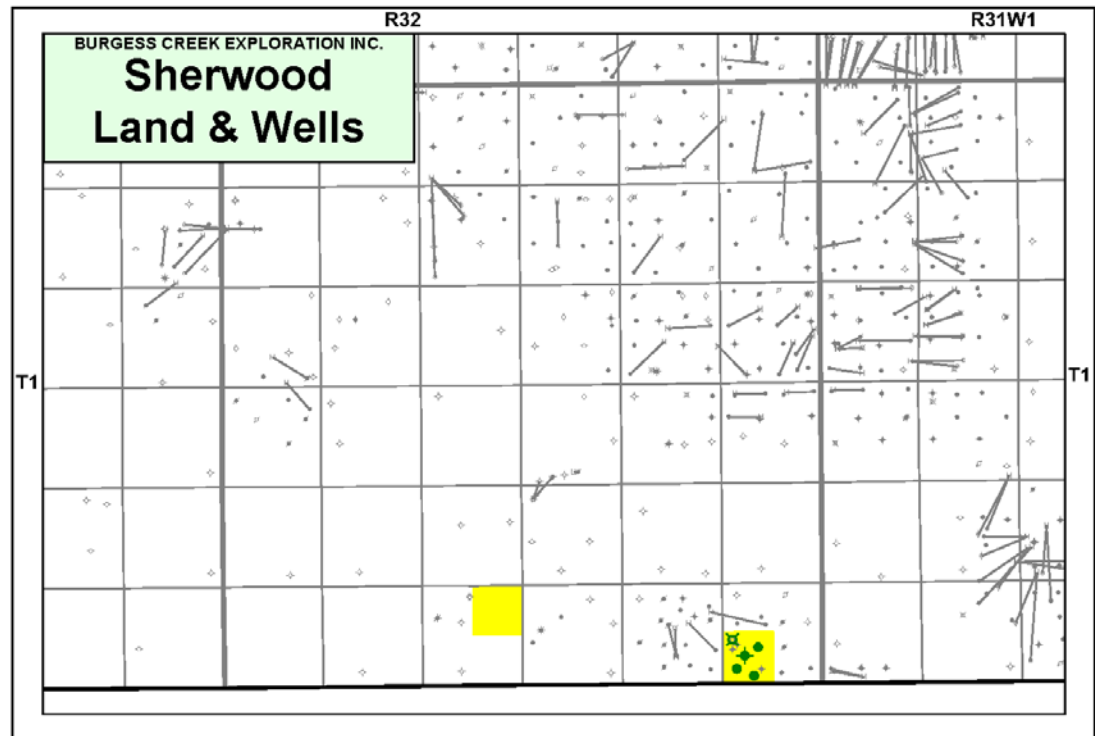 R32
R31W1
BURGESS CREEK EXPLORATION INC.
Sherwood
Land & Wells
T1
T1